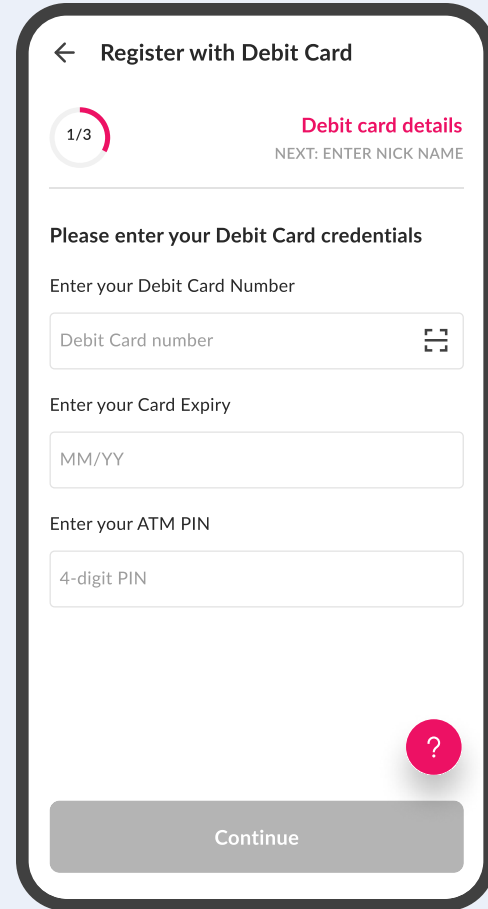 Register with Debit Card
1/3
Debit card details
NEXT: ENTER NICK NAME
Please enter your Debit Card credentials
Enter your Debit Card Number
Debit Card number
Enter your Card Expiry
MM/YY
Enter your ATM PIN
4-digit PIN
?
Continue